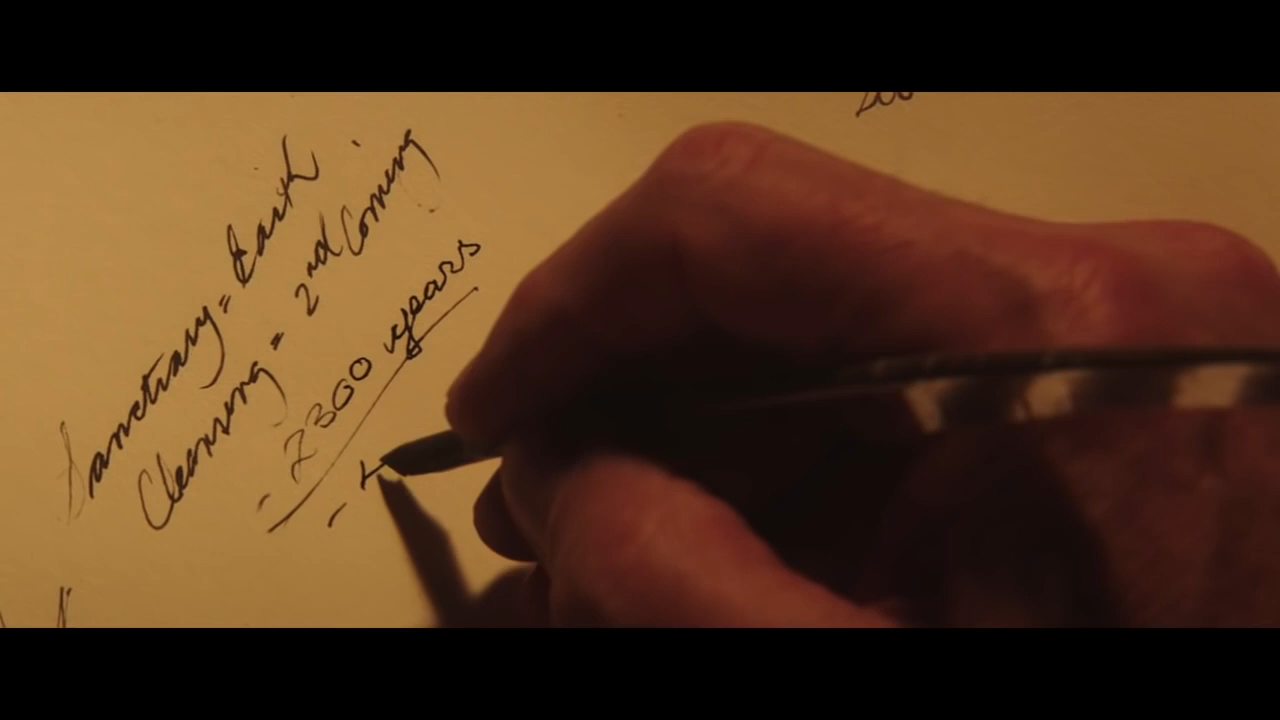 Sanctuary = Earth
Cleansing = 2nd Coming
- 2300 years
-